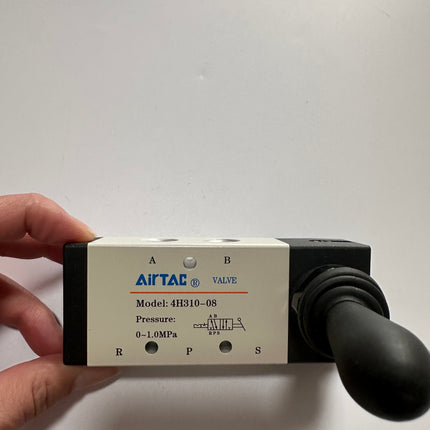 A B
AirTAC ® VALVE
Model: 4H310-08
Pressure:
A B
0~1.0MPa
R P S
R P S